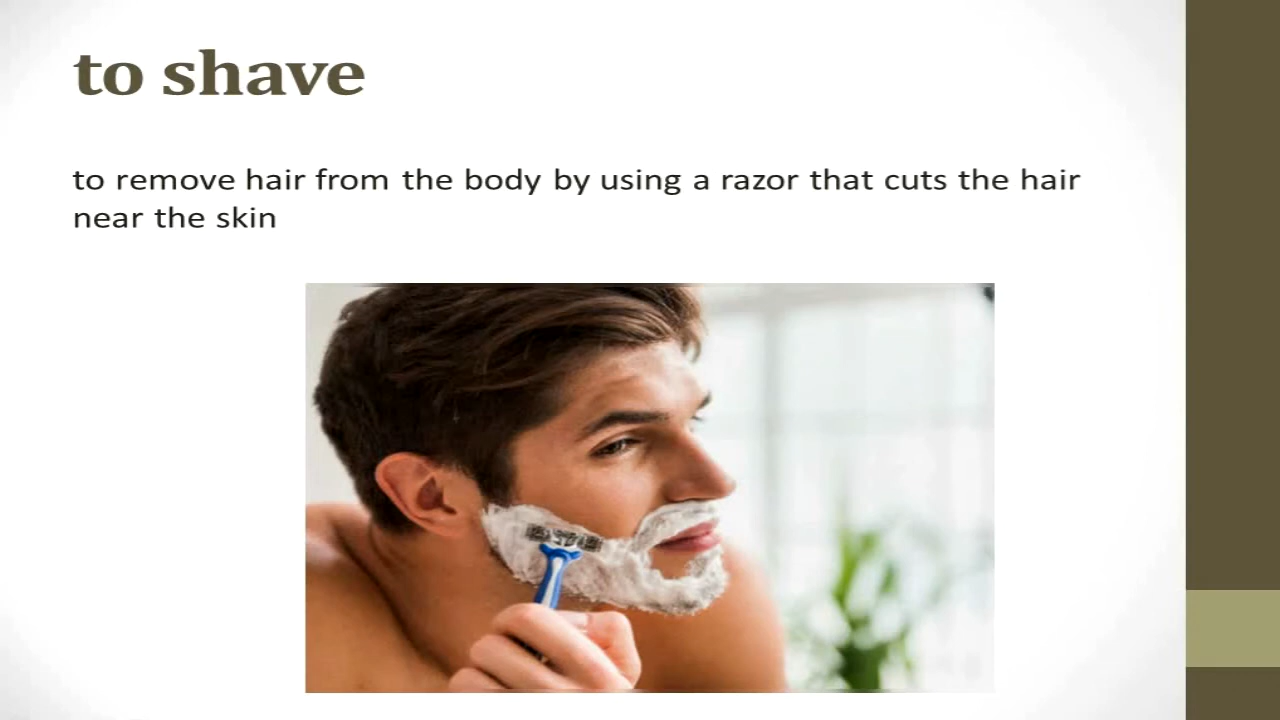 to shave
to remove hair from the body by using a razor that cuts the hair
near the skin